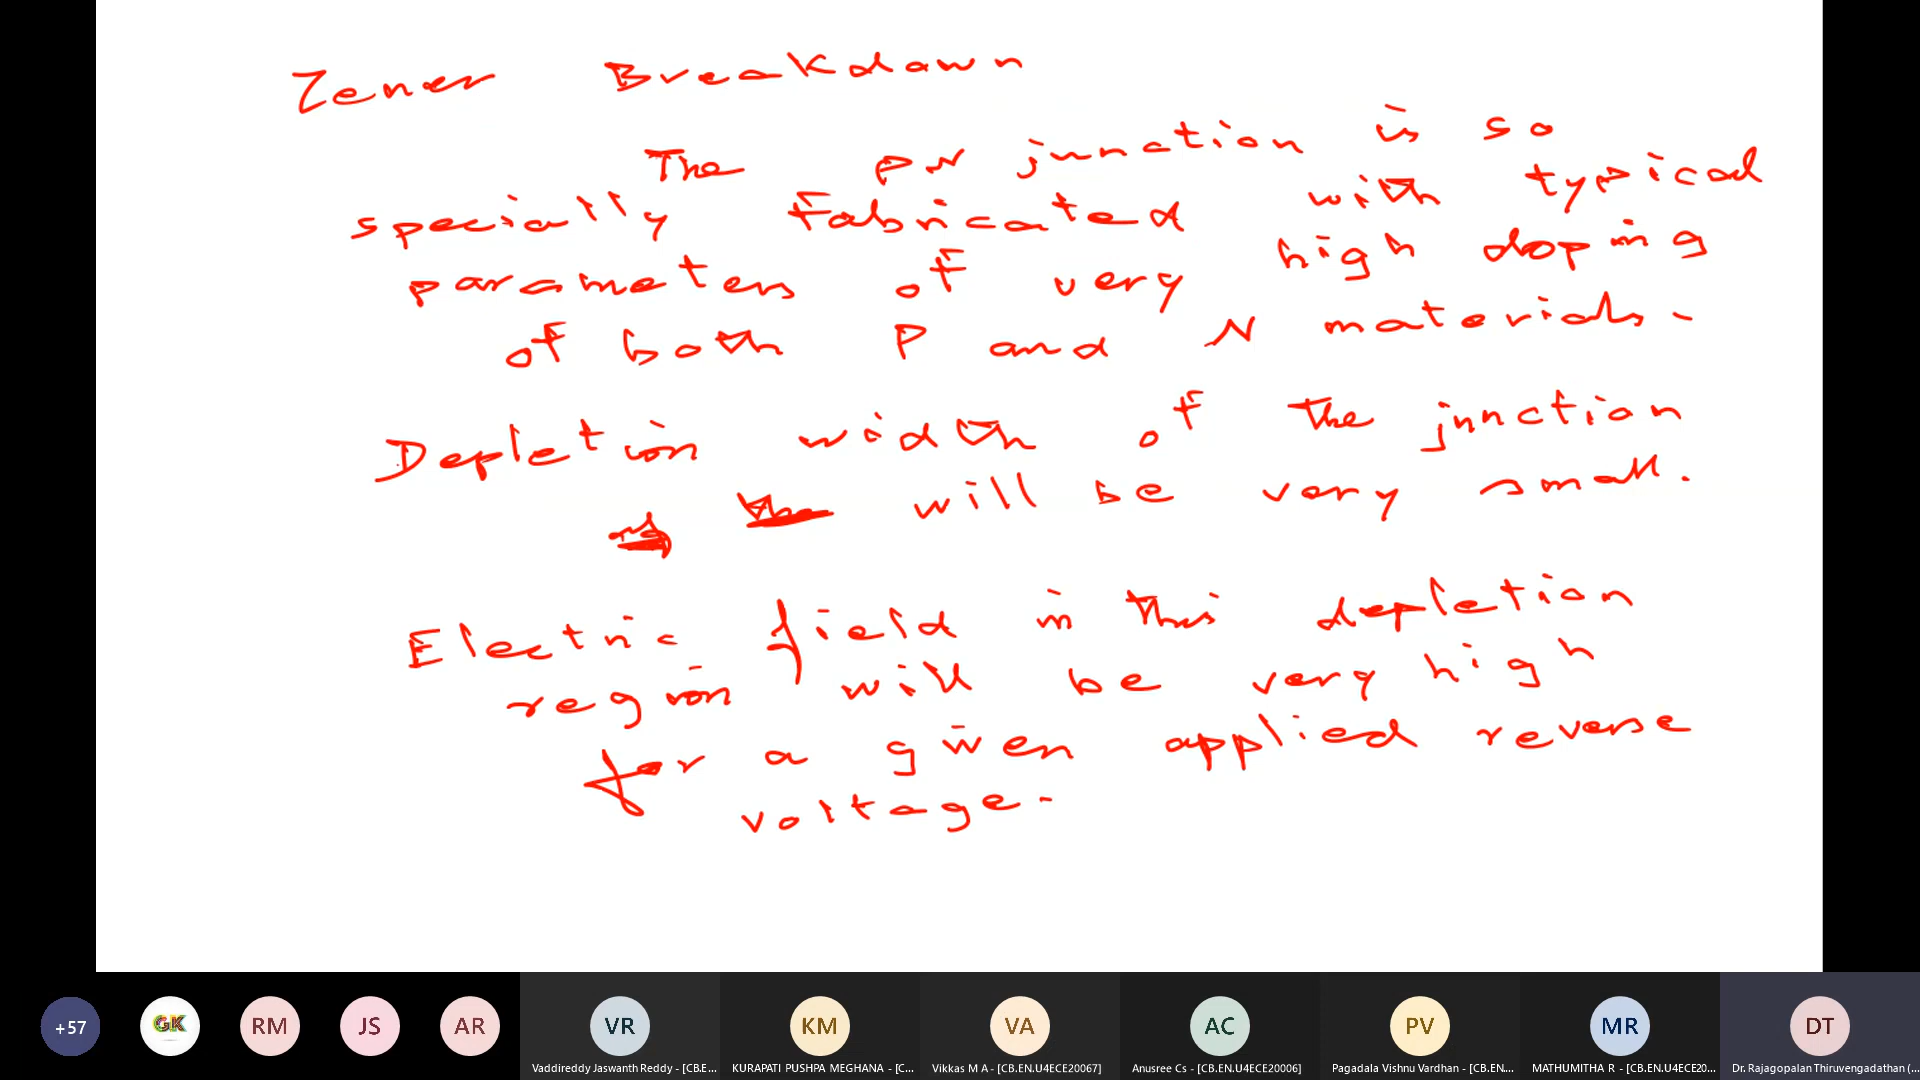 Zener Breakdown
The PN junction is so
specially fabricated with typical
parameters of very high doping
of both P and N materials.
Depletion width of the junction
will be very small.
Electric field in this depletion
region will be very high
for a given applied reverse
voltage.
+57 GK RM JS AR VR KM VA AC PV MR DT
Vaddireddy Jaswanth Reddy - [CB.E... KURAPATI PUSHPA MEGHANA - [C... Vikkas M A - [CB.EN.U4ECE20067] Anusree Cs - [CB.EN.U4ECE20006] Pagadala Vishnu Vardhan - [CB.EN.... MATHUMITHA R - [CB.EN.U4ECE20... Dr. Rajagopalan Thiruvengadathan (...